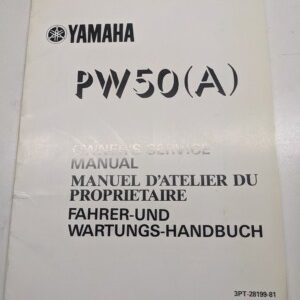 YAMAHA
PW50(A)
OWNER'S SERVICE
MANUAL
MANUEL D'ATELIER DU
PROPRIETAIRE
FAHRER-UND
WARTUNGS-HANDBUCH
3PT-28199-81